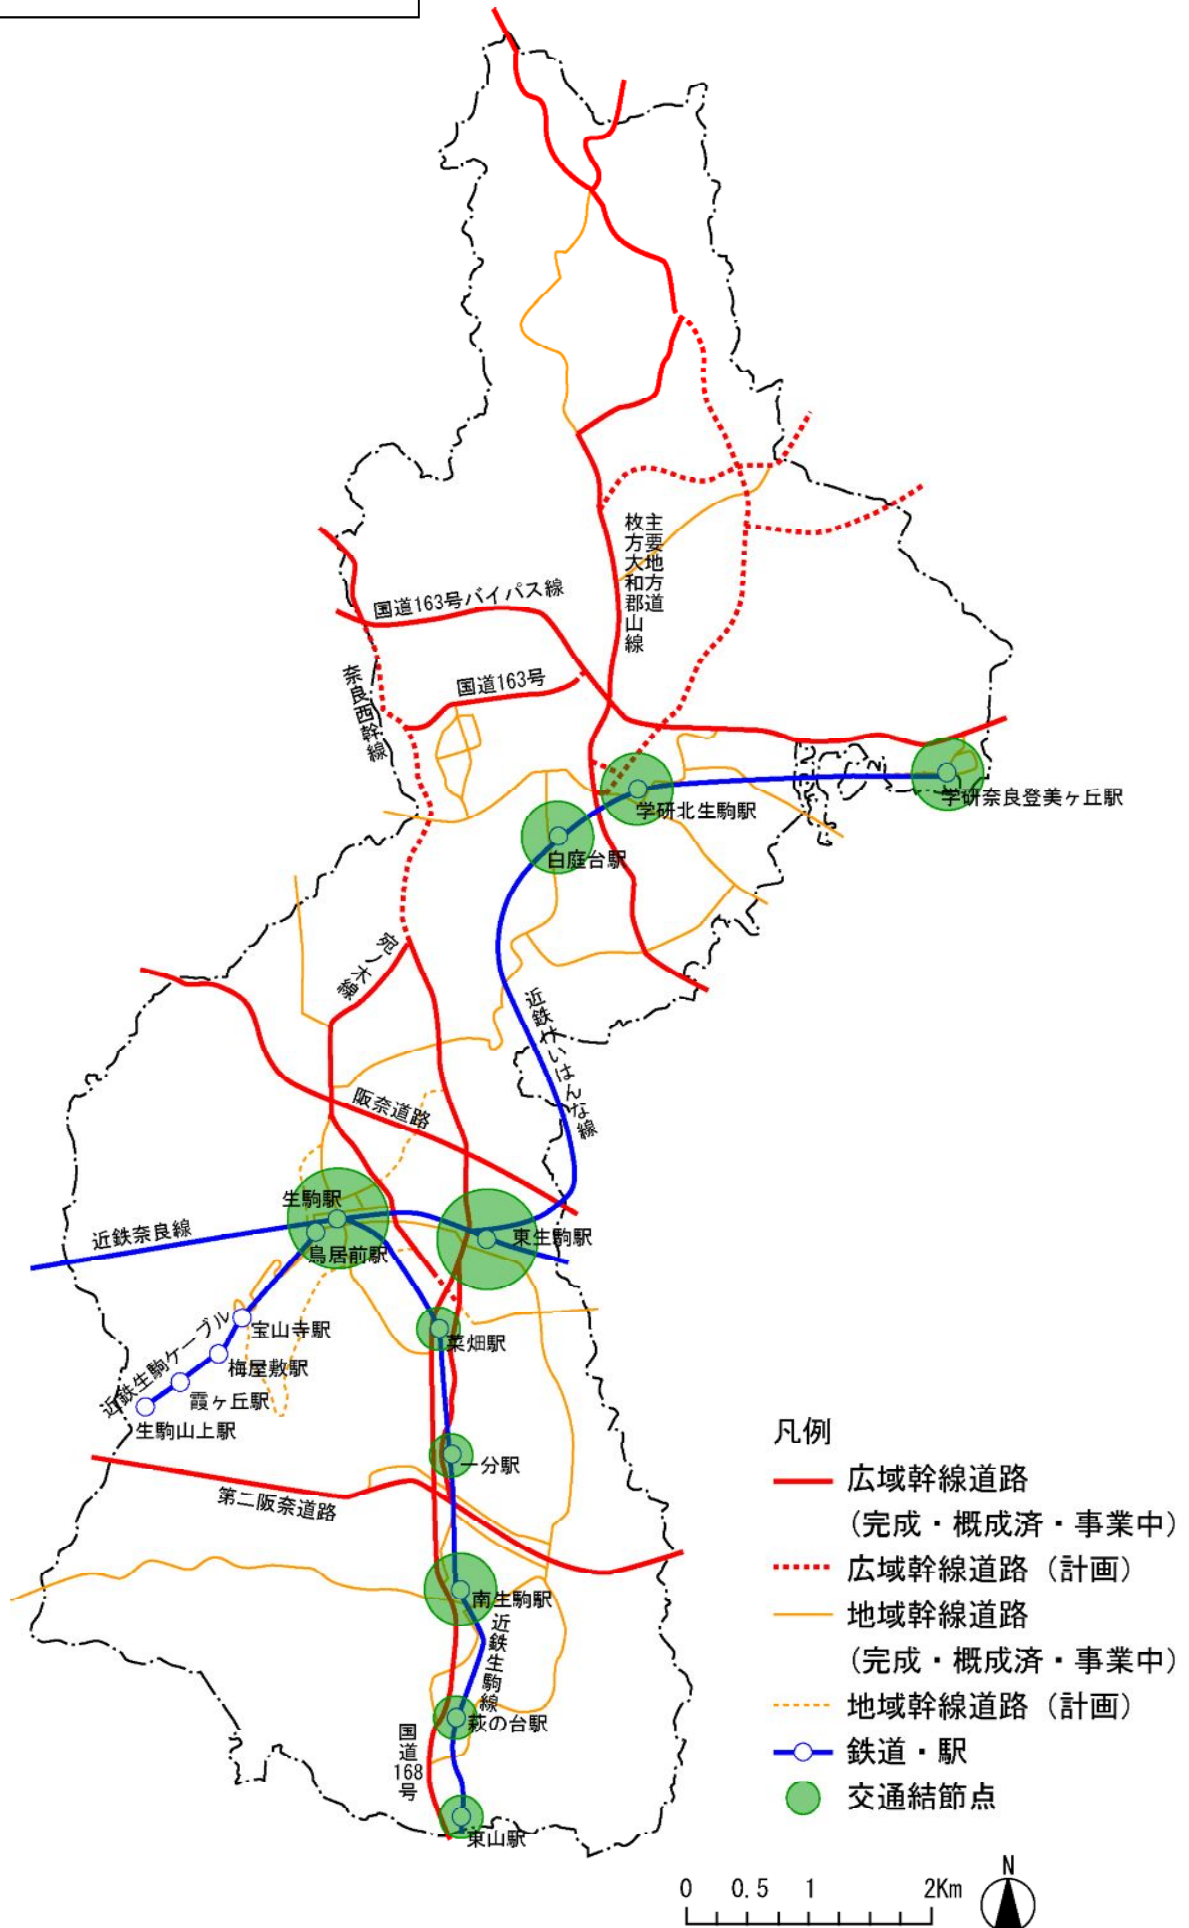 主要地方道
枚方大和郡山線
国道163号バイパス線
国道163号
奈良西幹線
学研奈良登美ヶ丘駅
学研北生駒駅
白庭台駅
宛ノ木線
近鉄けいはんな線
阪奈道路
生駒駅
近鉄奈良線
東生駒駅
鳥居前駅
宝山寺駅
菜畑駅
近鉄生駒ケーブル
梅屋敷駅
霞ヶ丘駅
生駒山上駅
一分駅
第二阪奈道路
南生駒駅
近鉄生駒線
萩の台駅
国道168号
東山駅
凡例
広域幹線道路
(完成・概成済・事業中)
広域幹線道路（計画）
地域幹線道路
(完成・概成済・事業中)
地域幹線道路（計画）
鉄道・駅
交通結節点
0 0.5 1 2Km
N